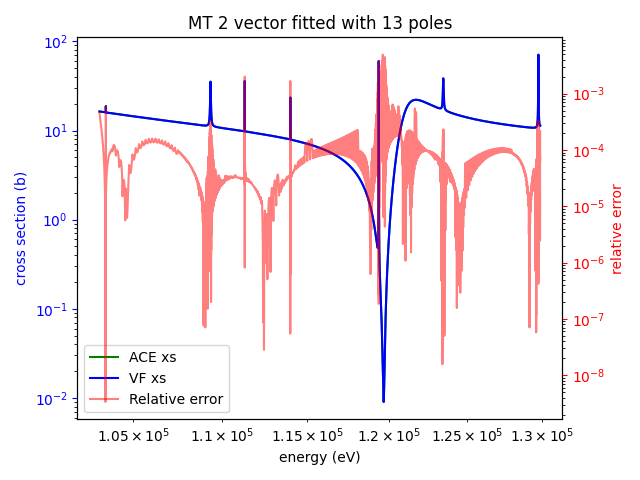 MT 2 vector fitted with 13 poles
cross section (b)
10²
10¹
10⁰
10⁻¹
10⁻²
relative error
10⁻³
10⁻⁴
10⁻⁵
10⁻⁶
10⁻⁷
10⁻⁸
ACE xs
VF xs
Relative error
1.05 × 10⁵ 1.1 × 10⁵ 1.15 × 10⁵ 1.2 × 10⁵ 1.25 × 10⁵ 1.3 × 10⁵
energy (eV)